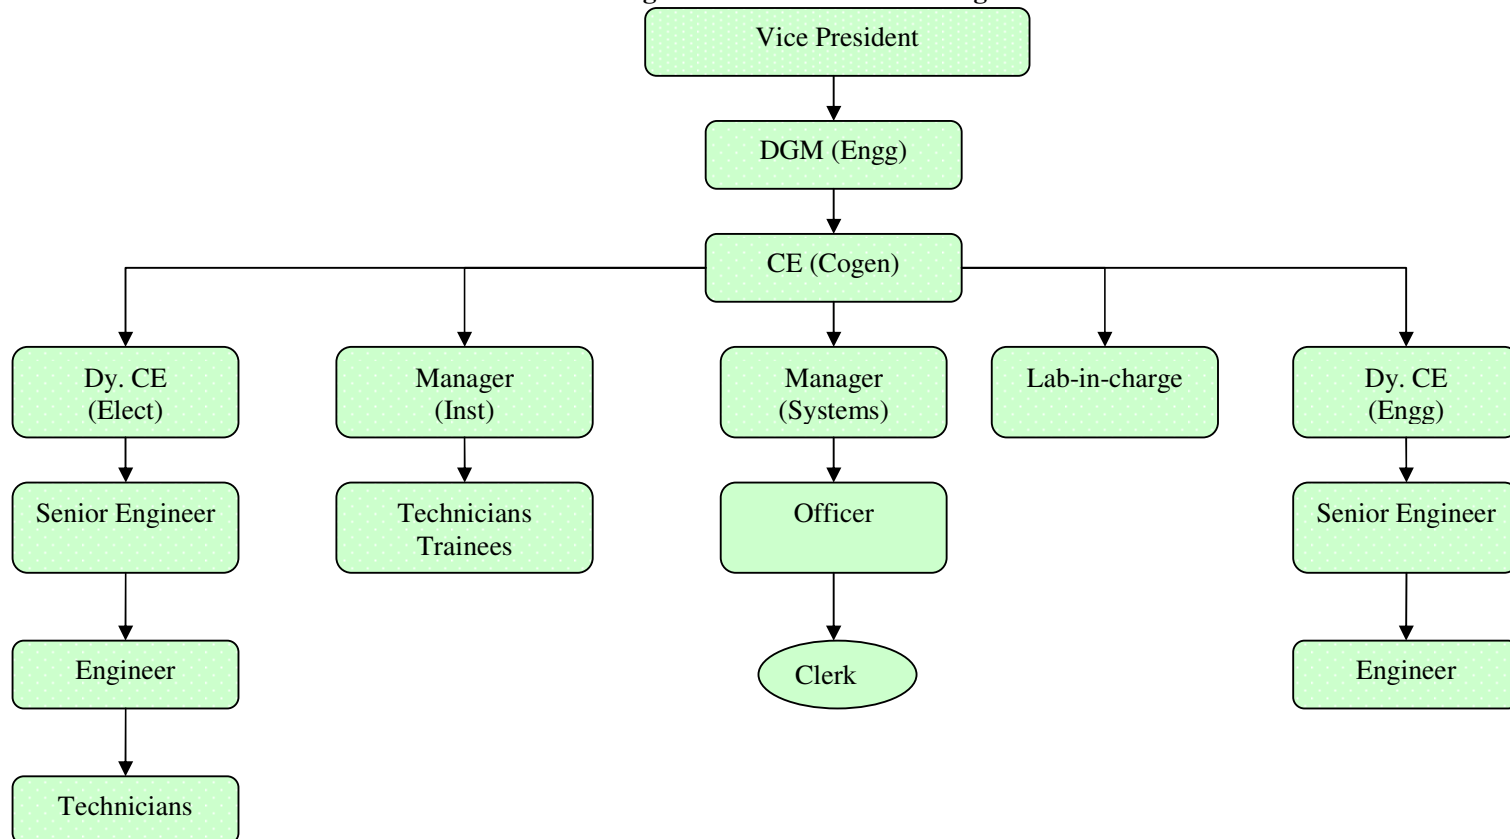 Vice President
DGM (Engg)
CE (Cogen)
Dy. CE
(Elect)
Manager
(Inst)
Manager
(Systems)
Lab-in-charge
Dy. CE
(Engg)
Senior Engineer
Technicians
Trainees
Officer
Senior Engineer
Engineer
Clerk
Engineer
Technicians